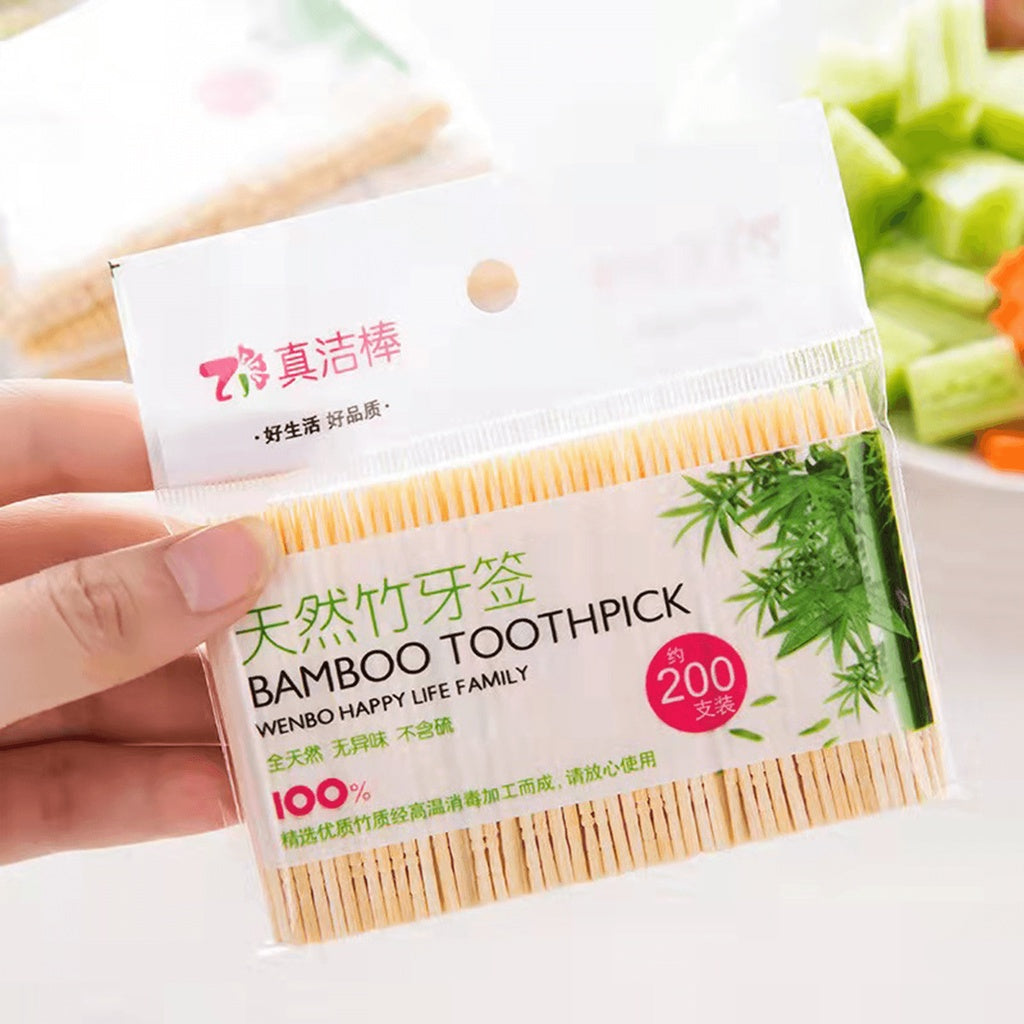 真洁棒
·好生活 好品质·
天然竹牙签
BAMBOO TOOTHPICK
WENBO HAPPY LIFE FAMILY
全天然 无异味 不含硫
100%
精选优质竹质经高温消毒加工而成，请放心使用
约
200
支装